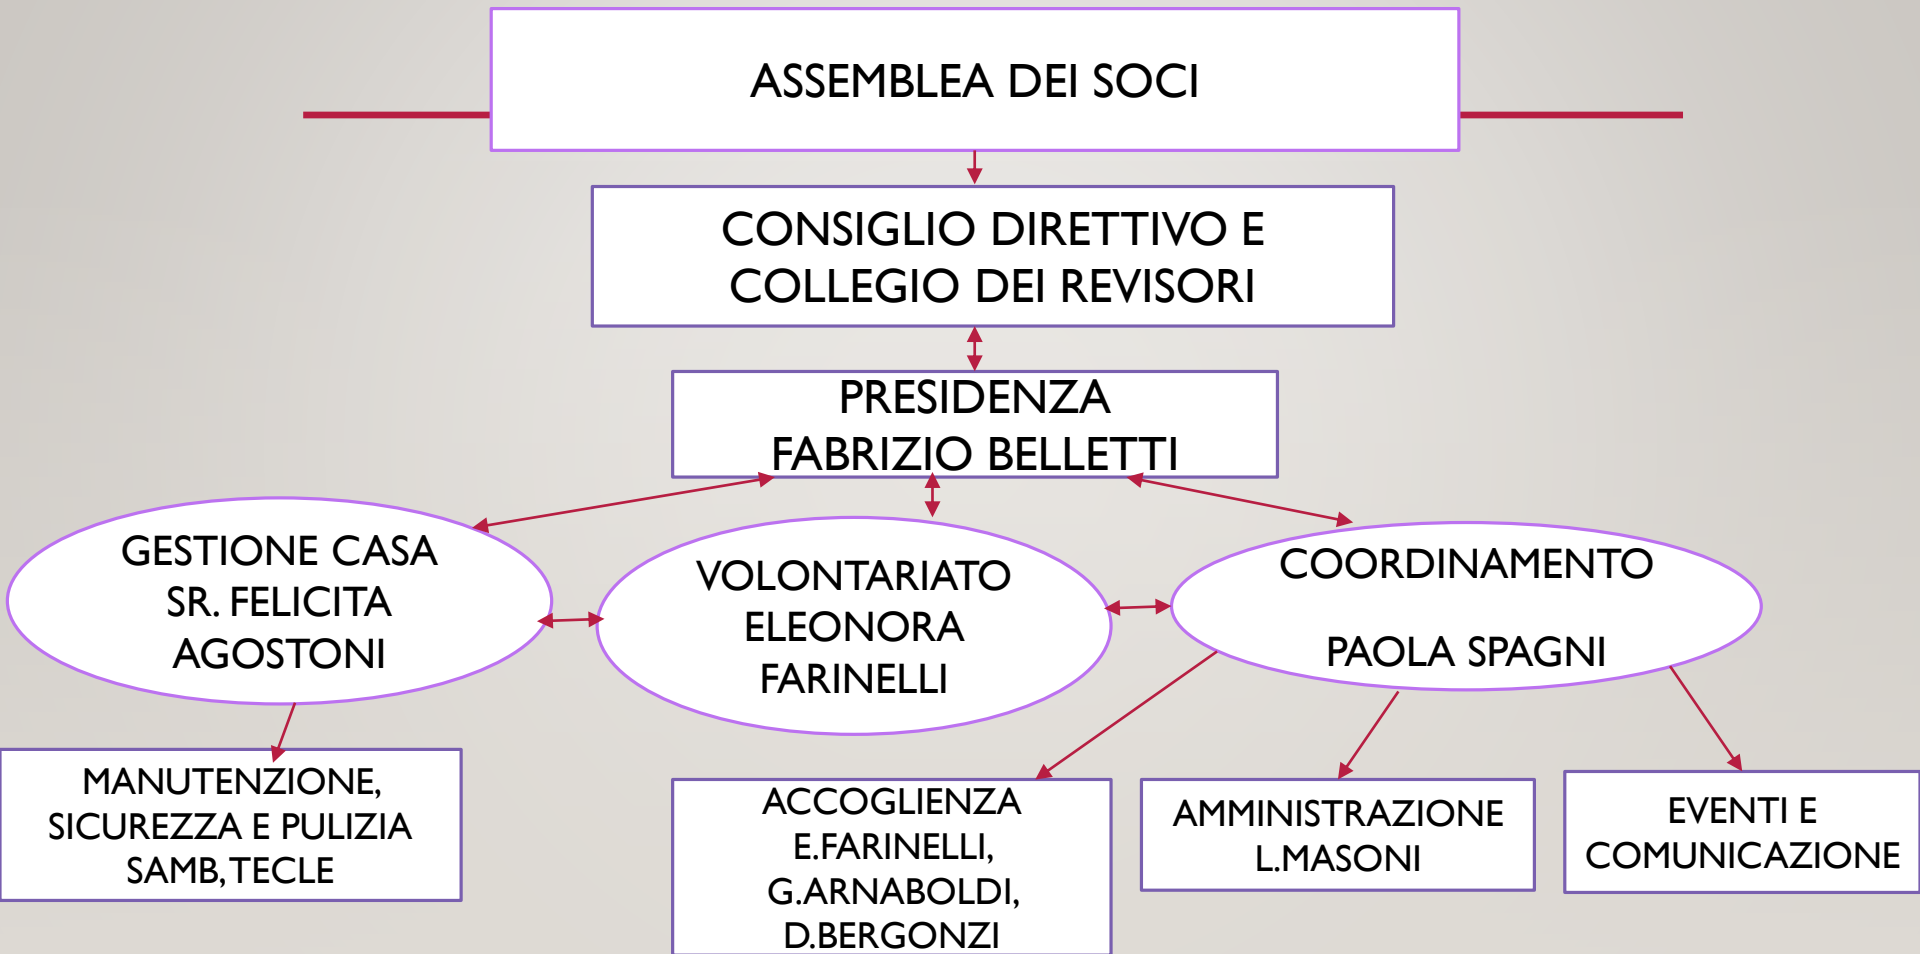 ASSEMBLEA DEI SOCI
CONSIGLIO DIRETTIVO E
COLLEGIO DEI REVISORI
PRESIDENZA
FABRIZIO BELLETTI
GESTIONE CASA
SR. FELICITA
AGOSTONI
VOLONTARIATO
ELEONORA
FARINELLI
COORDINAMENTO
PAOLA SPAGNI
MANUTENZIONE,
SICUREZZA E PULIZIA
SAMB, TECLE
ACCOGLIENZA
E.FARINELLI,
G.ARNABOLDI,
D.BERGONZI
AMMINISTRAZIONE
L.MASONI
EVENTI E
COMUNICAZIONE